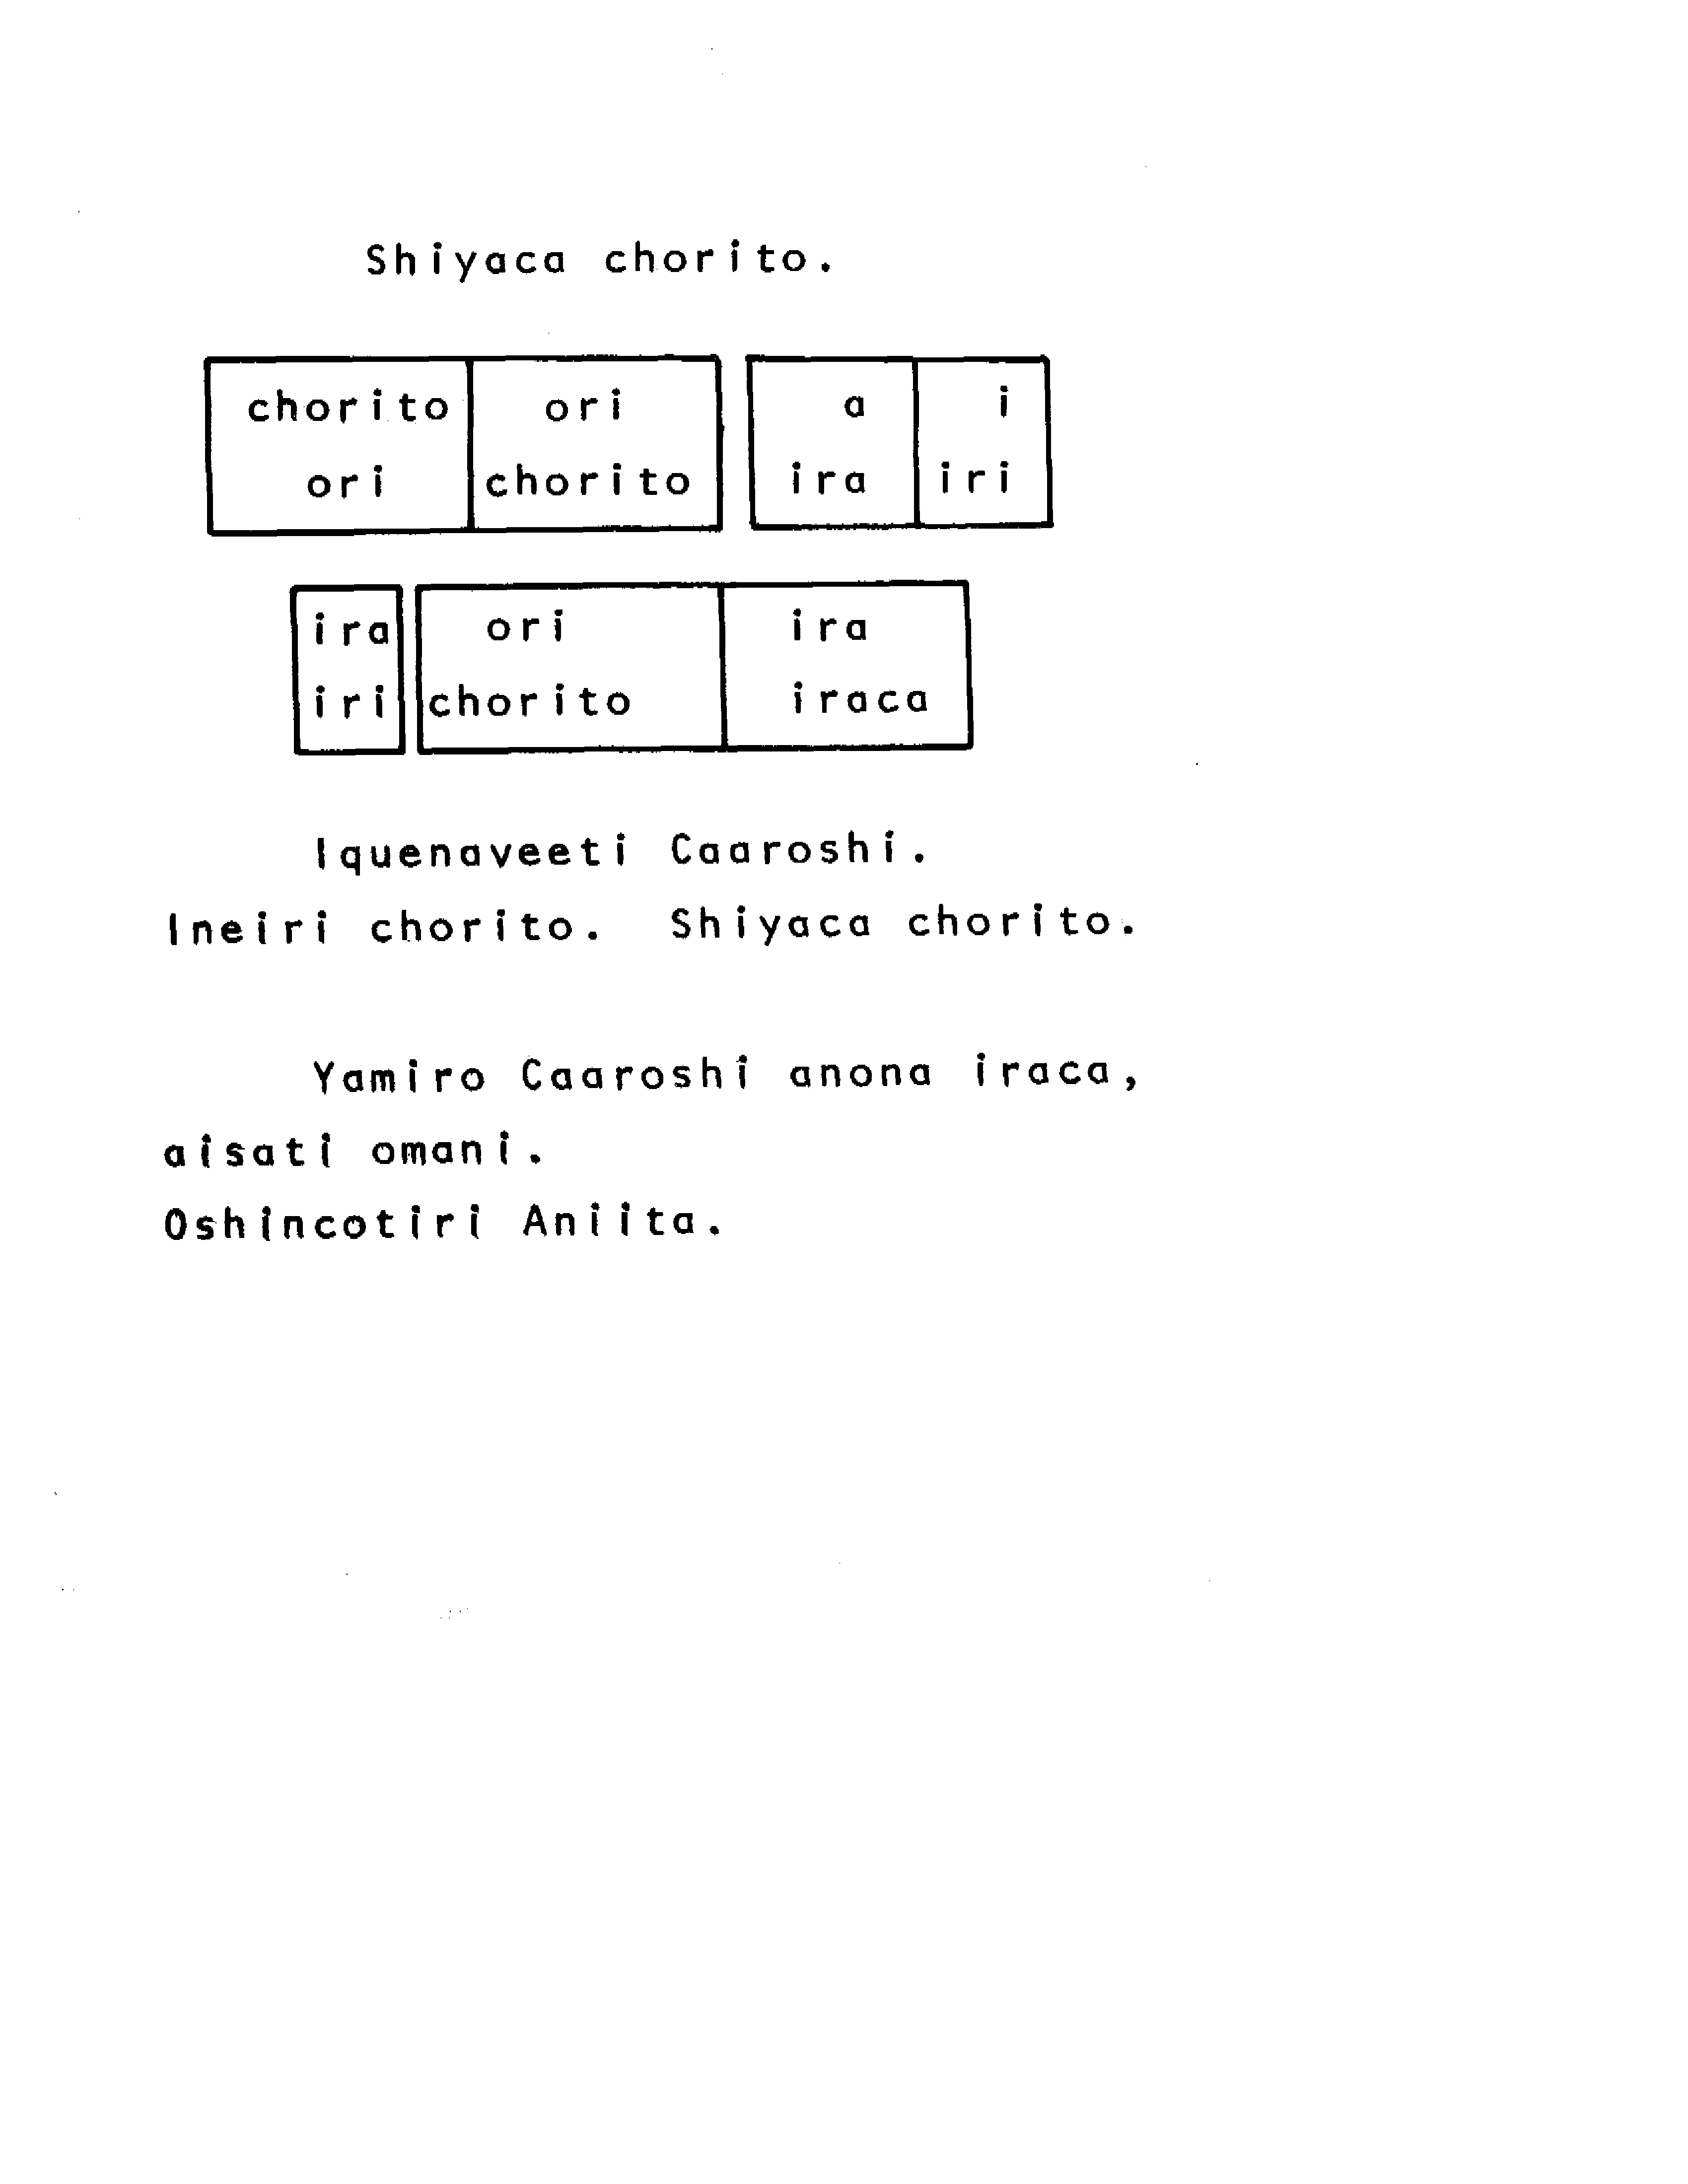 Shiyaca chorito.
chorito ori a i
ori chorito ira iri
ira ori ira
iri chorito iraca
Iquenaveeti Caaroshi.
Ineiri chorito. Shiyaca chorito.
Yamiro Caaroshi anona iraca,
aisati omani.
Oshincotiri Aniita.